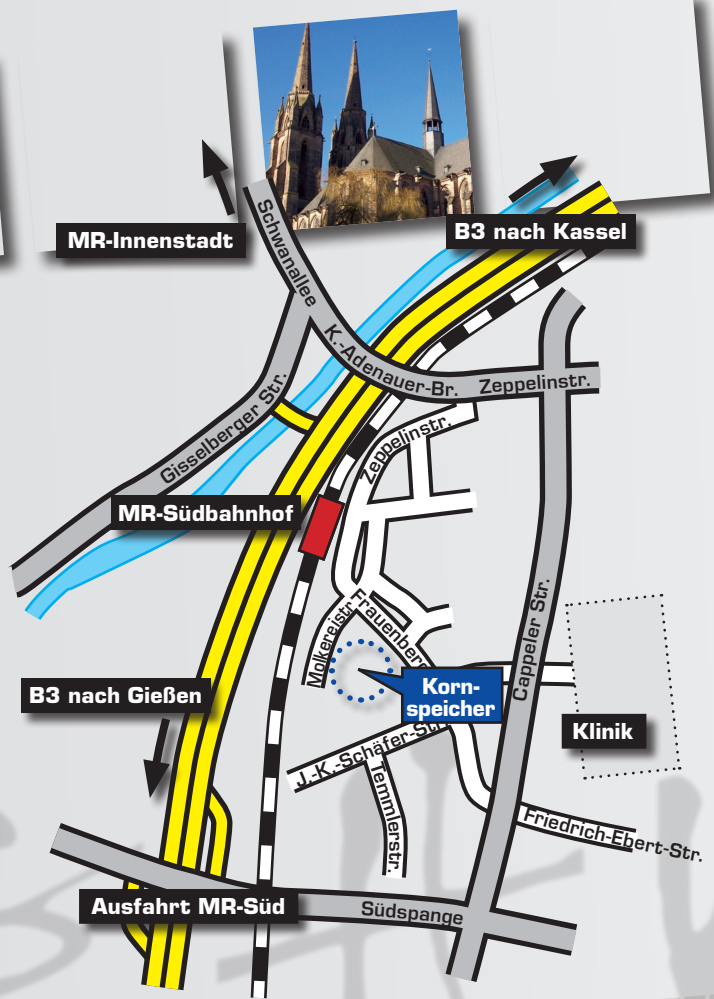 MR-Innenstadt
Schwanallee
B3 nach Kassel
K.-Adenauer-Br.
Zeppelinstr.
Gisselberger Str.
Zeppelinstr.
MR-Südbahnhof
Molkereistr.
Frauenberg
Cappeler Str.
B3 nach Gießen
Korn-
speicher
Klinik
J.-K.-Schäfer-Str
Temmlerstr.
Friedrich-Ebert-Str.
Ausfahrt MR-Süd
Südspange